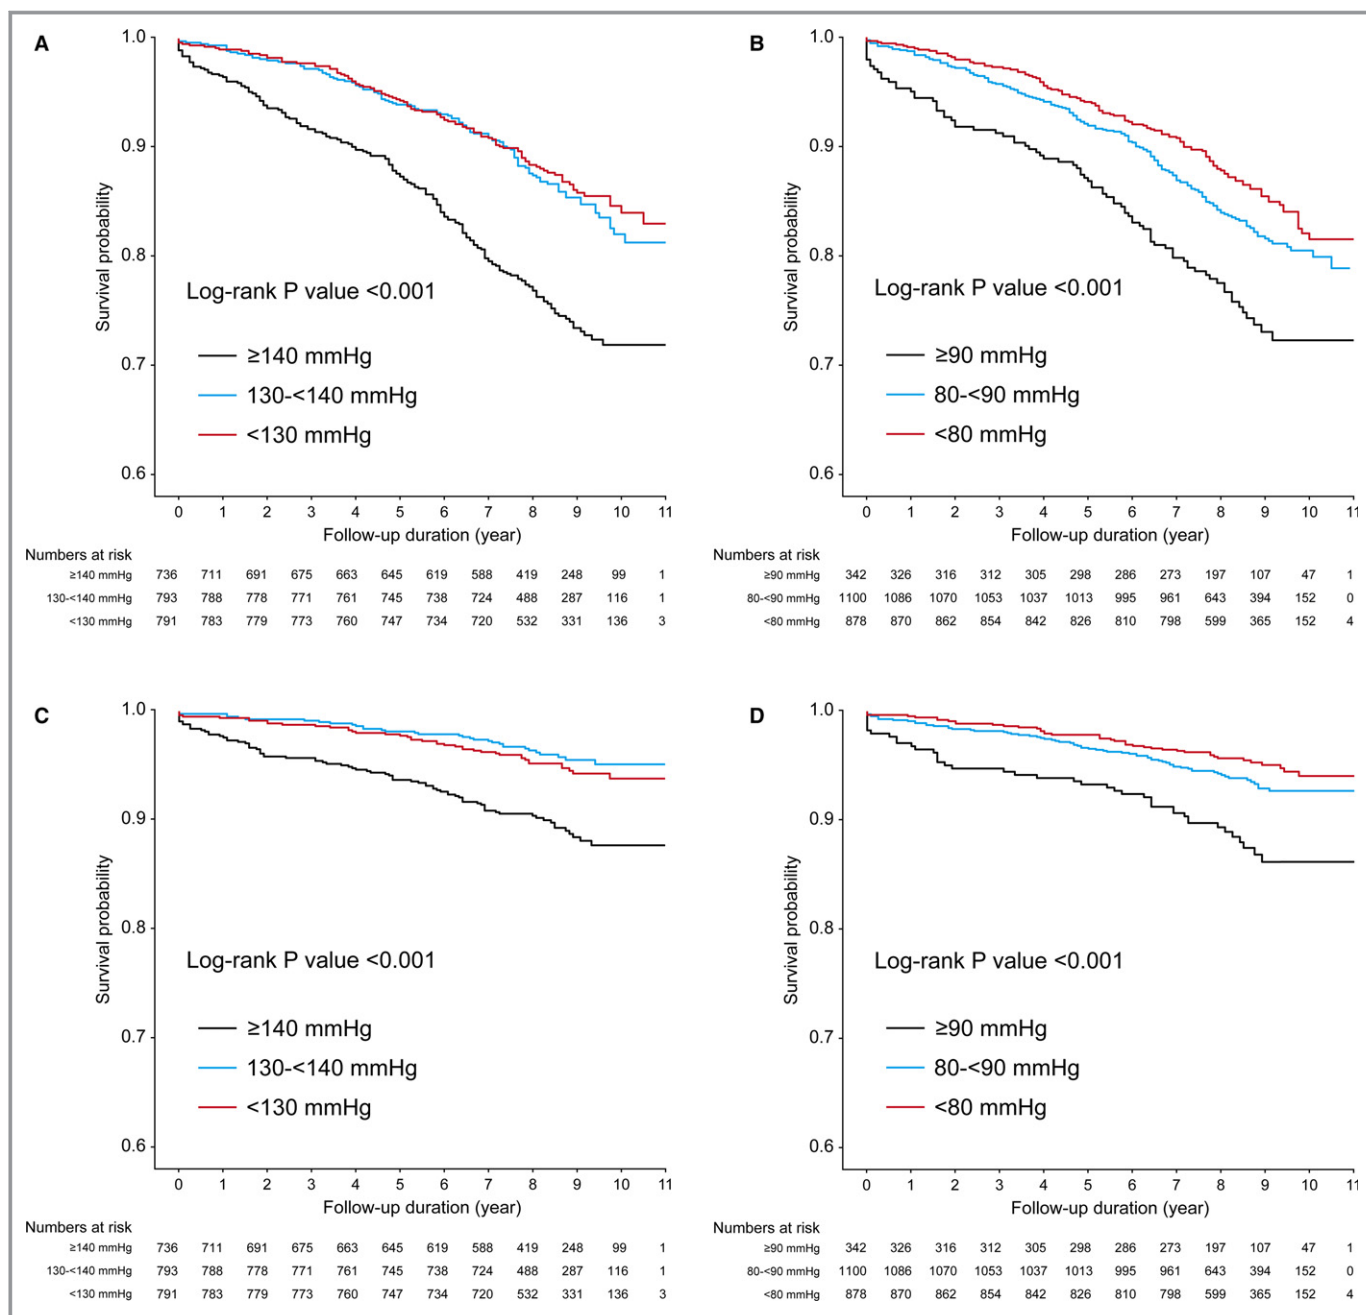 A
1.0
0.9
0.8
0.7
0.6
Survival probability
Log-rank P value <0.001
≥140 mmHg
130-<140 mmHg
<130 mmHg
0 1 2 3 4 5 6 7 8 9 10 11
Follow-up duration (year)
Numbers at risk
≥140 mmHg 736 711 691 675 663 645 619 588 419 248 99 1
130-<140 mmHg 793 788 778 771 761 745 738 724 488 287 116 1
<130 mmHg 791 783 779 773 760 747 734 720 532 331 136 3
B
1.0
0.9
0.8
0.7
0.6
Survival probability
Log-rank P value <0.001
≥90 mmHg
80-<90 mmHg
<80 mmHg
0 1 2 3 4 5 6 7 8 9 10 11
Follow-up duration (year)
Numbers at risk
≥90 mmHg 342 326 316 312 305 298 286 273 197 107 47 1
80-<90 mmHg 1100 1086 1070 1053 1037 1013 995 961 643 394 152 0
<80 mmHg 878 870 862 854 842 826 810 798 599 365 152 4
C
1.0
0.9
0.8
0.7
0.6
Survival probability
Log-rank P value <0.001
≥140 mmHg
130-<140 mmHg
<130 mmHg
0 1 2 3 4 5 6 7 8 9 10 11
Follow-up duration (year)
Numbers at risk
≥140 mmHg 736 711 691 675 663 645 619 588 419 248 99 1
130-<140 mmHg 793 788 778 771 761 745 738 724 488 287 116 1
<130 mmHg 791 783 779 773 760 747 734 720 532 331 136 3
D
1.0
0.9
0.8
0.7
0.6
Survival probability
Log-rank P value <0.001
≥90 mmHg
80-<90 mmHg
<80 mmHg
0 1 2 3 4 5 6 7 8 9 10 11
Follow-up duration (year)
Numbers at risk
≥90 mmHg 342 326 316 312 305 298 286 273 197 107 47 1
80-<90 mmHg 1100 1086 1070 1053 1037 1013 995 961 643 394 152 0
<80 mmHg 878 870 862 854 842 826 810 798 599 365 152 4